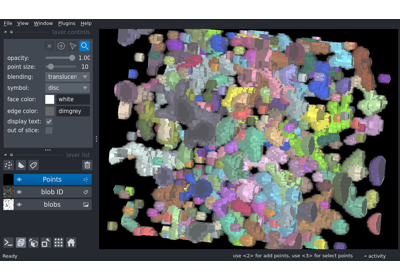 File View Window Plugins Help
layer controls
opacity: 1.00
point size: 10
blending: translucen
symbol: disc
face color: white
edge color: dimgrey
display text:
out of slice:
layer list
Points
blob ID
blobs
use <2> for add points, use <3> for select points activity